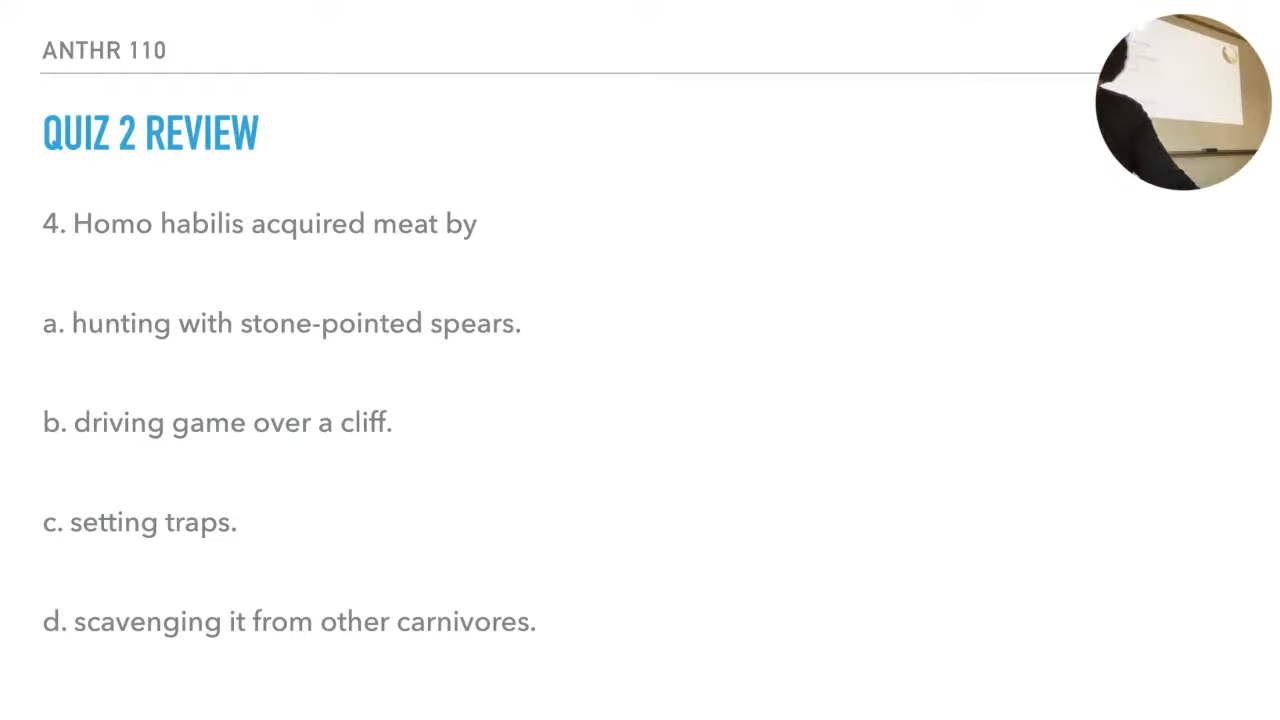 ANTHR 110
QUIZ 2 REVIEW
4. Homo habilis acquired meat by
a. hunting with stone-pointed spears.
b. driving game over a cliff.
c. setting traps.
d. scavenging it from other carnivores.